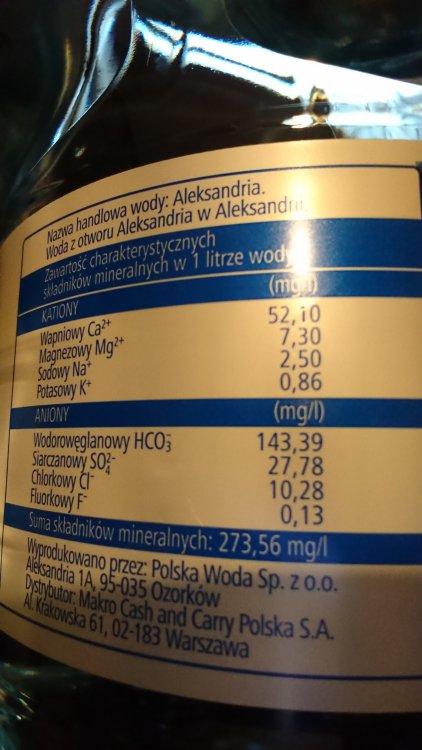 Nazwa handlowa wody: Aleksandria.
Woda z otworu Aleksandria w Aleksandrii.
Zawartość charakterystycznych
składników mineralnych w 1 litrze wody
KATIONY (mg/l)
Wapniowy Ca²⁺ 52,10
Magnezowy Mg²⁺ 7,30
Sodowy Na⁺ 2,50
Potasowy K⁺ 0,86
ANIONY (mg/l)
Wodorowęglanowy HCO₃⁻ 143,39
Siarczanowy SO₄²⁻ 27,78
Chlorkowy Cl⁻ 10,28
Fluorkowy F⁻ 0,13
Suma składników mineralnych: 273,56 mg/l
Wyprodukowano przez: Polska Woda Sp. z o.o.
Aleksandria 1A, 95-035 Ozorków
Dystrybutor: Makro Cash and Carry Polska S.A.
Al. Krakowska 61, 02-183 Warszawa